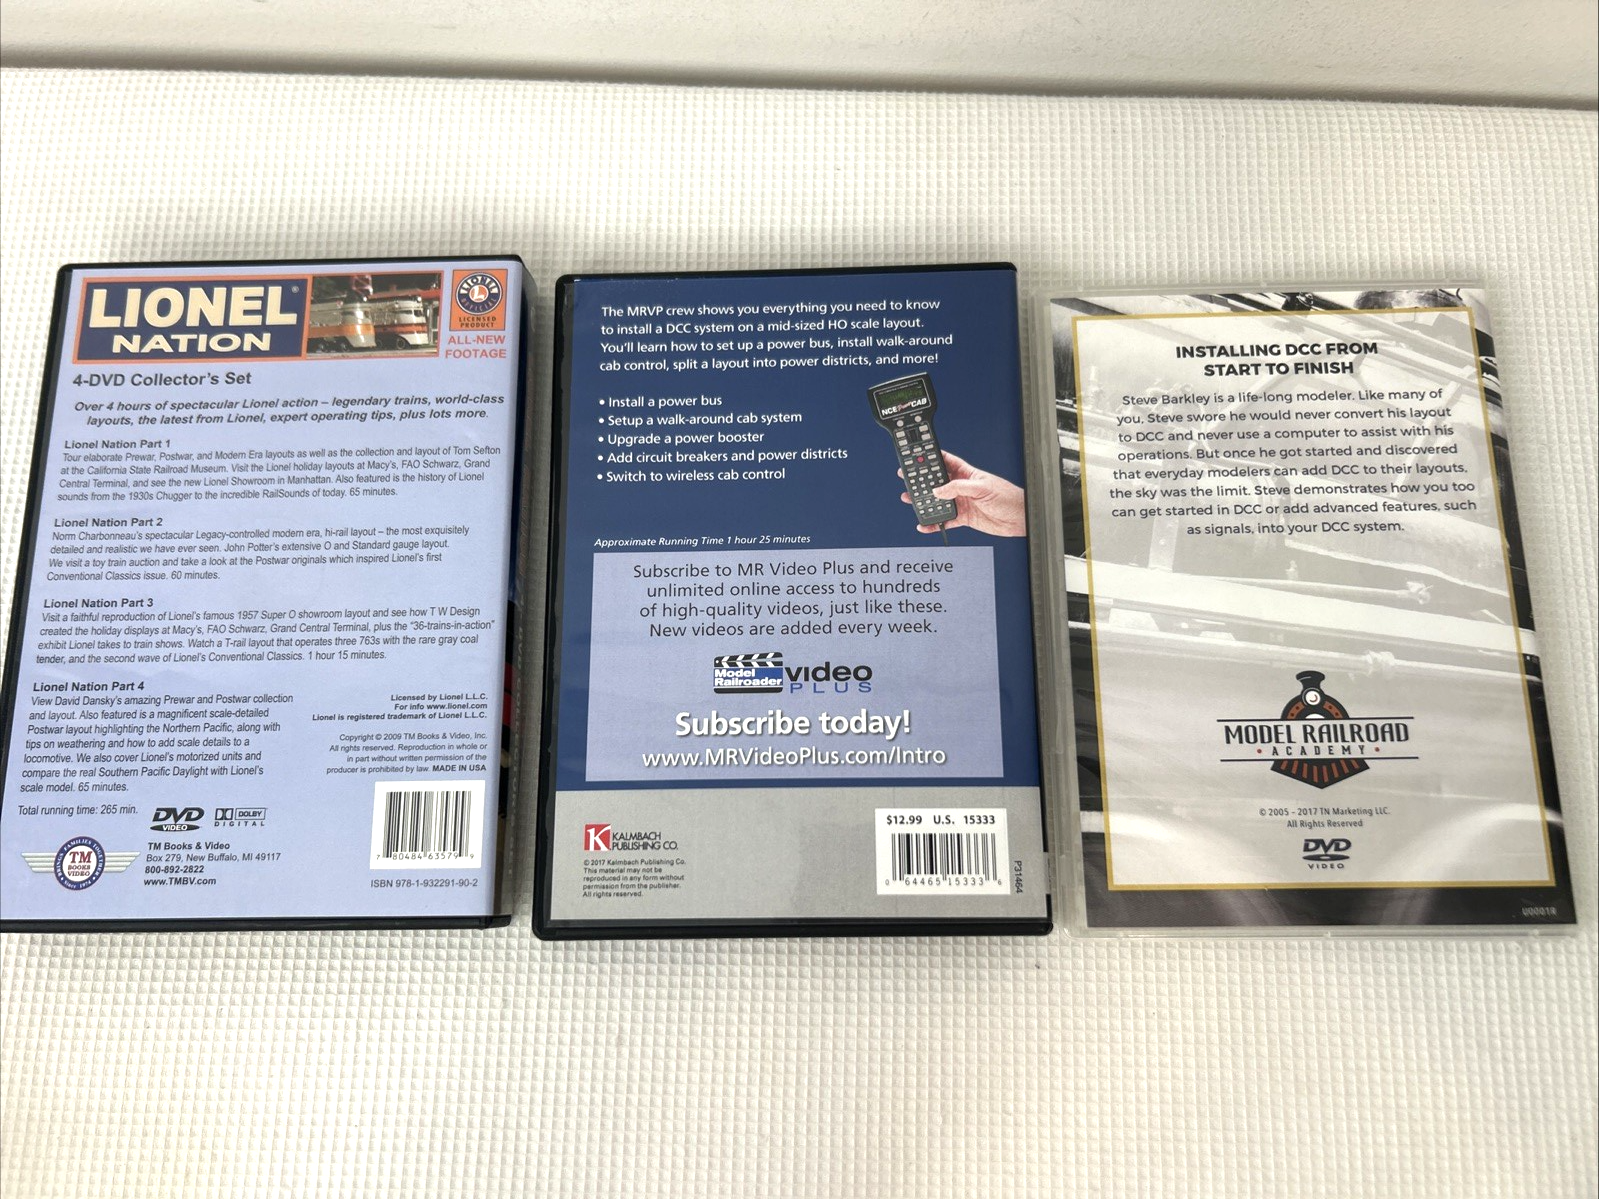 LIONEL®
NATION
LIONEL
OFFICIAL
LICENSED
PRODUCT
ALL-NEW
FOOTAGE
4-DVD Collector's Set
Over 4 hours of spectacular Lionel action – legendary trains, world-class
layouts, the latest from Lionel, expert operating tips, plus lots more.
Lionel Nation Part 1
Tour elaborate Prewar, Postwar, and Modern Era layouts as well as the collection and layout of Tom Sefton
at the California State Railroad Museum. Visit the Lionel holiday layouts at Macy's, FAO Schwarz, Grand
Central Terminal, and see the new Lionel Showroom in Manhattan. Also featured is the history of Lionel
sounds from the 1930s Chugger to the incredible RailSounds of today. 65 minutes.
Lionel Nation Part 2
Norm Charbonneau's spectacular Legacy-controlled modern era, hi-rail layout – the most exquisitely
detailed and realistic we have ever seen. John Potter's extensive O and Standard gauge layout.
We visit a toy train auction and take a look at the Postwar originals which inspired Lionel's first
Conventional Classics issue. 60 minutes.
Lionel Nation Part 3
Visit a faithful reproduction of Lionel's famous 1957 Super O showroom layout and see how T W Design
created the holiday displays at Macy's, FAO Schwarz, Grand Central Terminal, plus the "36-trains-in-action"
exhibit Lionel takes to train shows. Watch a T-rail layout that operates three 763s with the rare gray coal
tender, and the second wave of Lionel's Conventional Classics. 1 hour 15 minutes.
Lionel Nation Part 4
View David Dansky's amazing Prewar and Postwar collection
and layout. Also featured is a magnificent scale-detailed
Postwar layout highlighting the Northern Pacific, along with
tips on weathering and how to add scale details to a
locomotive. We also cover Lionel's motorized units and
compare the real Southern Pacific Daylight with Lionel's
scale model. 65 minutes.
Total running time: 265 min.
Licensed by Lionel L.L.C.
For info www.lionel.com
Lionel is registered trademark of Lionel L.L.C.
Copyright © 2009 TM Books & Video, Inc.
All rights reserved. Reproduction in whole or
in part without written permission of the
producer is prohibited by law. MADE IN USA
DVD
VIDEO
DOLBY
DIGITAL
TM
BOOKS
VIDEO
TM Books & Video
Box 279, New Buffalo, MI 49117
800-892-2822
www.TMBV.com
7 80484 63579 9
ISBN 978-1-932291-90-2
The MRVP crew shows you everything you need to know
to install a DCC system on a mid-sized HO scale layout.
You'll learn how to set up a power bus, install walk-around
cab control, split a layout into power districts, and more!
• Install a power bus
• Setup a walk-around cab system
• Upgrade a power booster
• Add circuit breakers and power districts
• Switch to wireless cab control
NCE PowerCAB
Approximate Running Time 1 hour 25 minutes
Subscribe to MR Video Plus and receive
unlimited online access to hundreds
of high-quality videos, just like these.
New videos are added every week.
Model
Railroader
video
PLUS
Subscribe today!
www.MRVideoPlus.com/Intro
K KALMBACH
PUBLISHING CO.
© 2017 Kalmbach Publishing Co.
This material may not be
reproduced in any form without
permission from the publisher.
All rights reserved.
$12.99 U.S. 15333
0 64465 15333 6
P31464
INSTALLING DCC FROM
START TO FINISH
Steve Barkley is a life-long modeler. Like many of
you, Steve swore he would never convert his layout
to DCC and never use a computer to assist with his
operations. But once he got started and discovered
that everyday modelers can add DCC to their layouts,
the sky was the limit. Steve demonstrates how you too
can get started in DCC or add advanced features, such
as signals, into your DCC system.
MODEL RAILROAD
• ACADEMY •
© 2005 - 2017 TN Marketing LLC.
All Rights Reserved
DVD
VIDEO